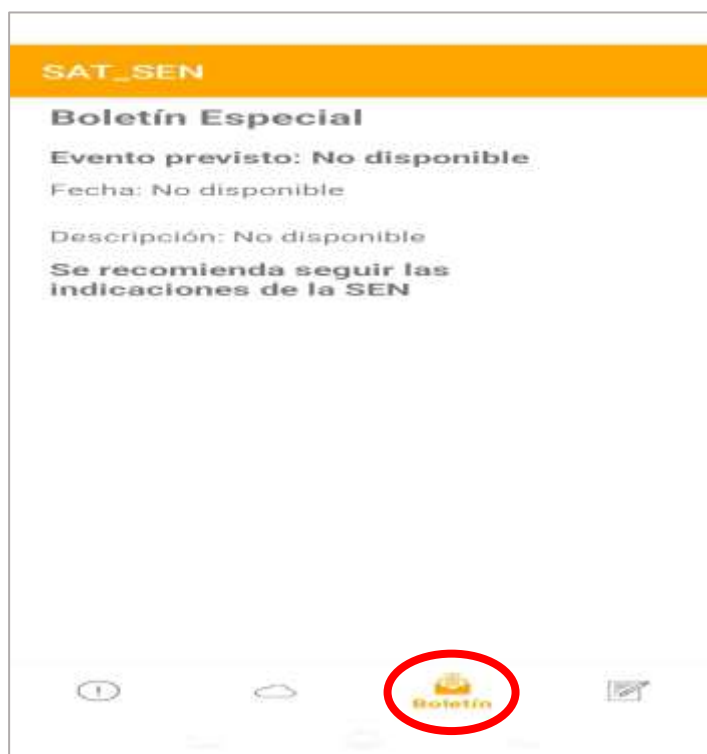 SAT_SEN
Boletín Especial
Evento previsto: No disponible
Fecha: No disponible
Descripción: No disponible
Se recomienda seguir las
indicaciones de la SEN
Boletín